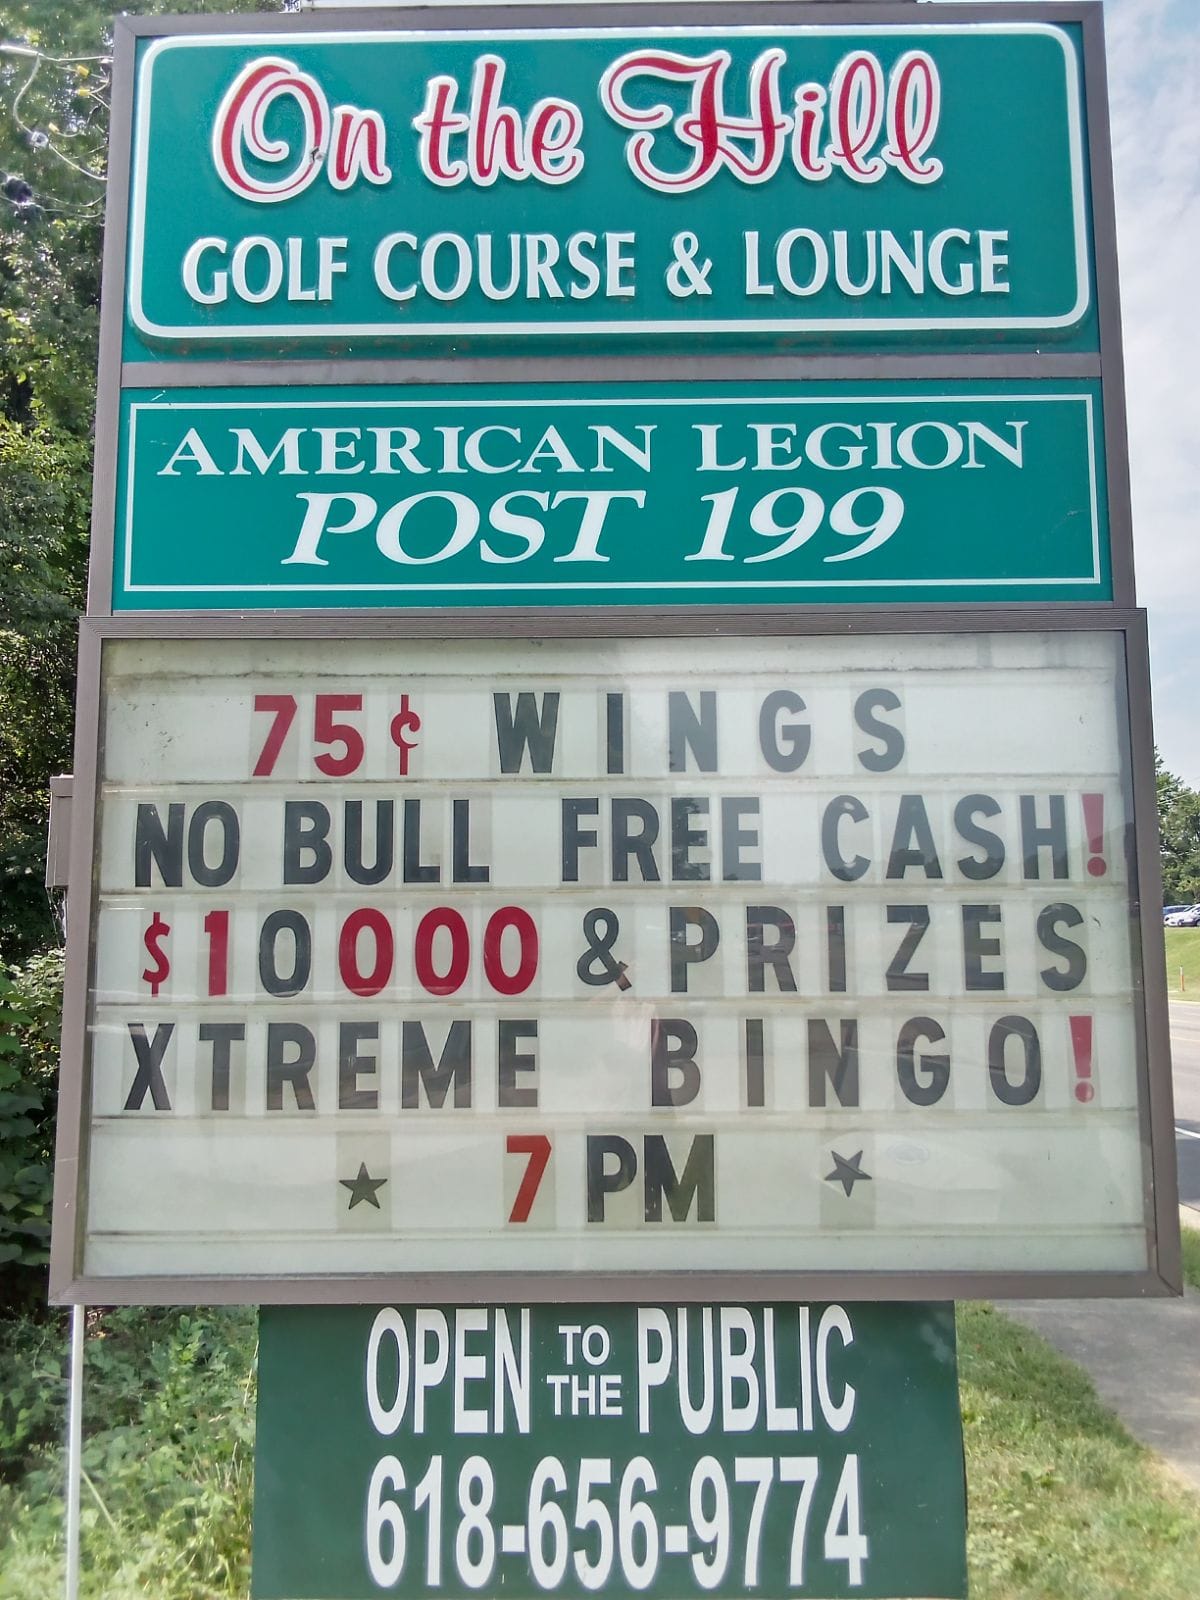 On the Hill
GOLF COURSE & LOUNGE
AMERICAN LEGION
POST 199
75¢ WINGS
NO BULL FREE CASH!
$10000 & PRIZES
XTREME BINGO!
★ 7 PM ★
OPEN TO THE PUBLIC
618-656-9774